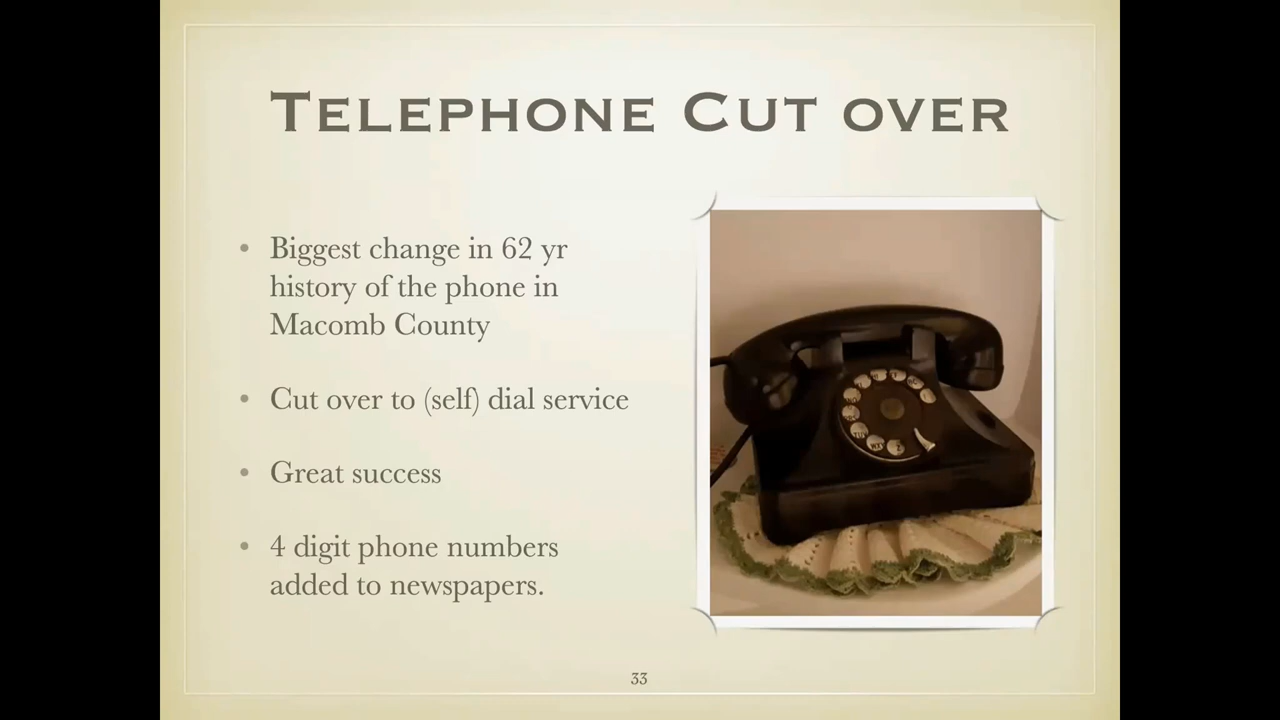 Telephone Cut over
• Biggest change in 62 yr
history of the phone in
Macomb County
• Cut over to (self) dial service
• Great success
• 4 digit phone numbers
added to newspapers.
33